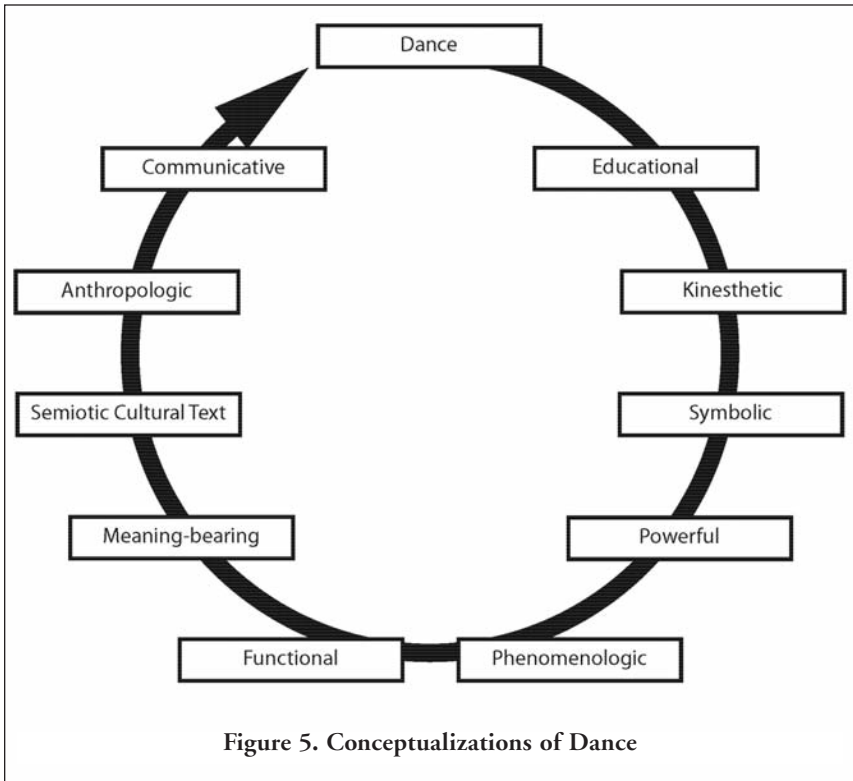 Dance
Educational
Kinesthetic
Symbolic
Powerful
Phenomenologic
Functional
Meaning-bearing
Semiotic Cultural Text
Anthropologic
Communicative
Figure 5. Conceptualizations of Dance